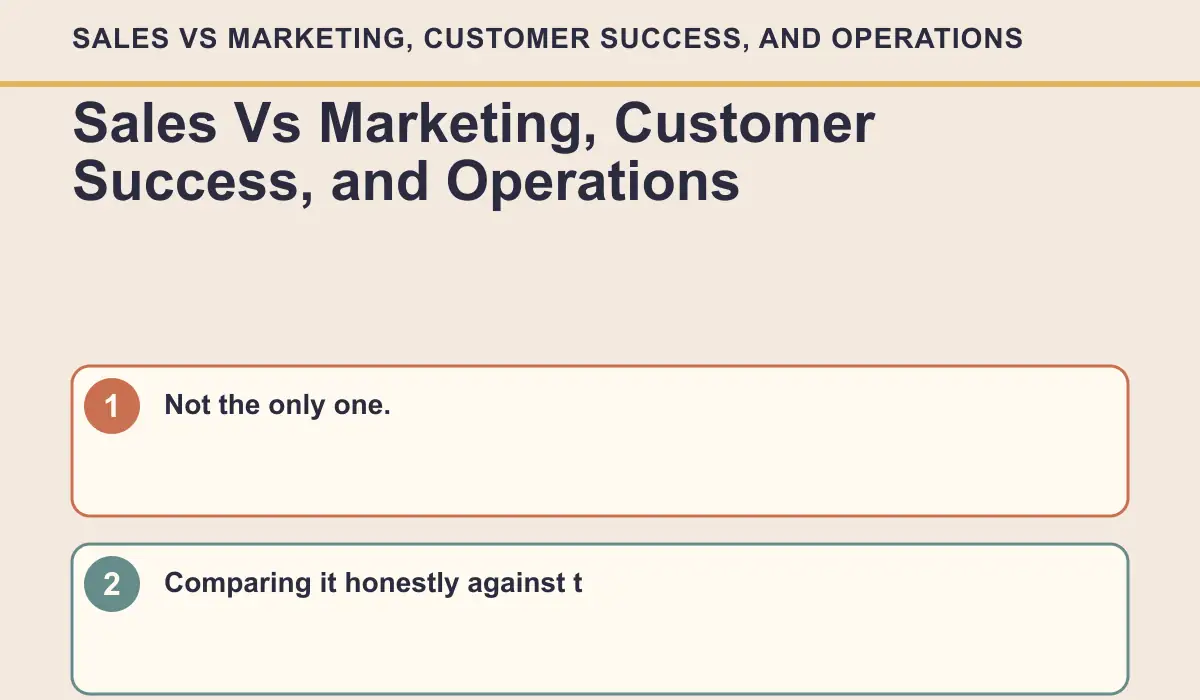 SALES VS MARKETING, CUSTOMER SUCCESS, AND OPERATIONS
Sales Vs Marketing, Customer
Success, and Operations
1
Not the only one.
2
Comparing it honestly against t